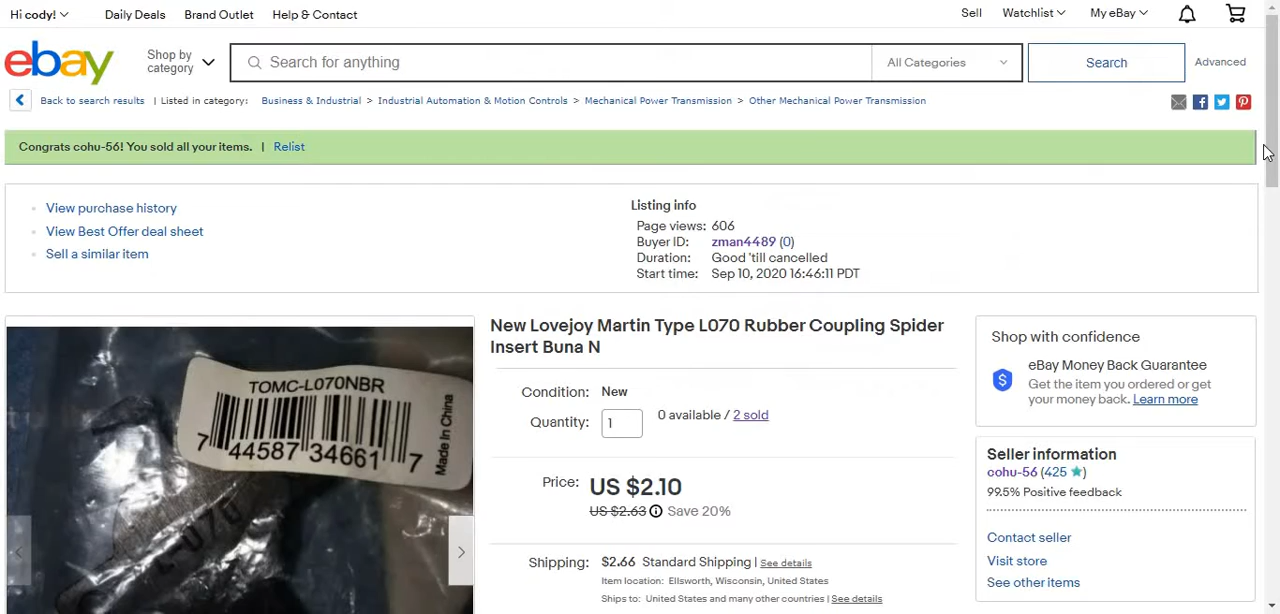 Hi cody!
Daily Deals
Brand Outlet
Help & Contact
Sell
Watchlist
My eBay
ebay
Shop by category
Search for anything
All Categories
Search
Advanced
Back to search results | Listed in category: Business & Industrial > Industrial Automation & Motion Controls > Mechanical Power Transmission > Other Mechanical Power Transmission
Congrats cohu-56! You sold all your items. | Relist
View purchase history
View Best Offer deal sheet
Sell a similar item
Listing info
Page views: 606
Buyer ID: zman4489 (0)
Duration: Good 'till cancelled
Start time: Sep 10, 2020 16:46:11 PDT
TOMC-L070NBR
7 44587 34661 7
Made in China
L070
New Lovejoy Martin Type L070 Rubber Coupling Spider
Insert Buna N
Condition: New
Quantity: 1 0 available / 2 sold
Price: US $2.10
US $2.63 Save 20%
Shipping: $2.66 Standard Shipping | See details
Item location: Ellsworth, Wisconsin, United States
Ships to: United States and many other countries | See details
Shop with confidence
eBay Money Back Guarantee
Get the item you ordered or get
your money back. Learn more
Seller information
cohu-56 (425)
99.5% Positive feedback
Contact seller
Visit store
See other items